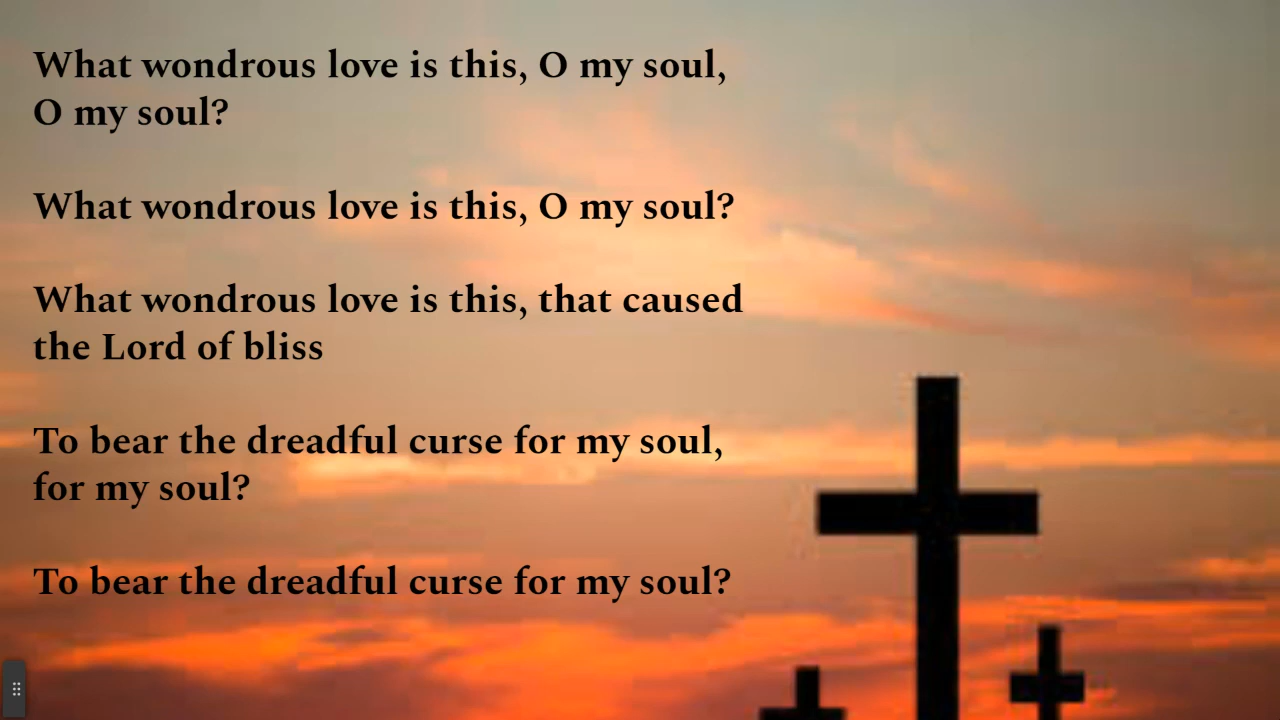 What wondrous love is this, O my soul,
O my soul?
What wondrous love is this, O my soul?
What wondrous love is this, that caused
the Lord of bliss
To bear the dreadful curse for my soul,
for my soul?
To bear the dreadful curse for my soul?